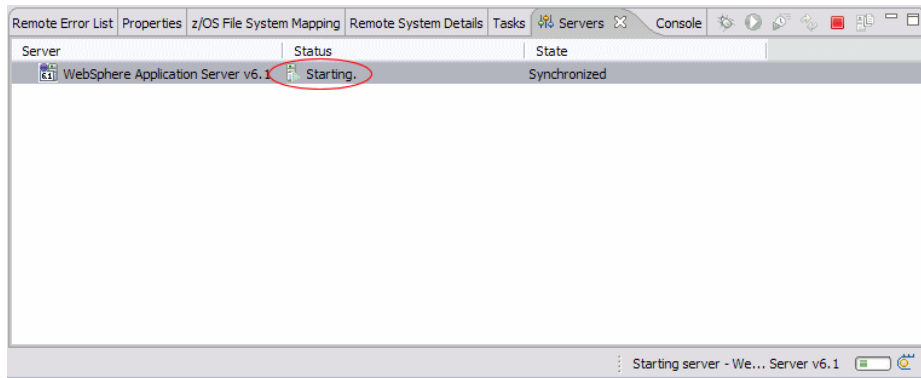 Remote Error List Properties z/OS File System Mapping Remote System Details Tasks Servers Console
Server Status State
6.1 WebSphere Application Server v6.1 Starting. Synchronized
Starting server - We... Server v6.1